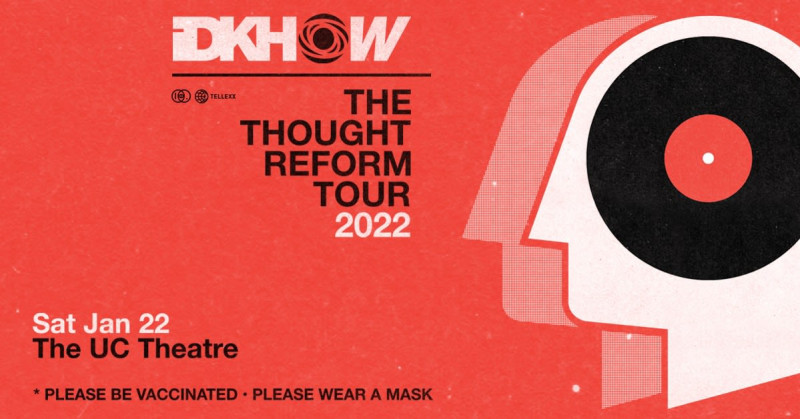 iDKHOW
TELLEXX
THE
THOUGHT
REFORM
TOUR
2022
Sat Jan 22
The UC Theatre
* PLEASE BE VACCINATED • PLEASE WEAR A MASK